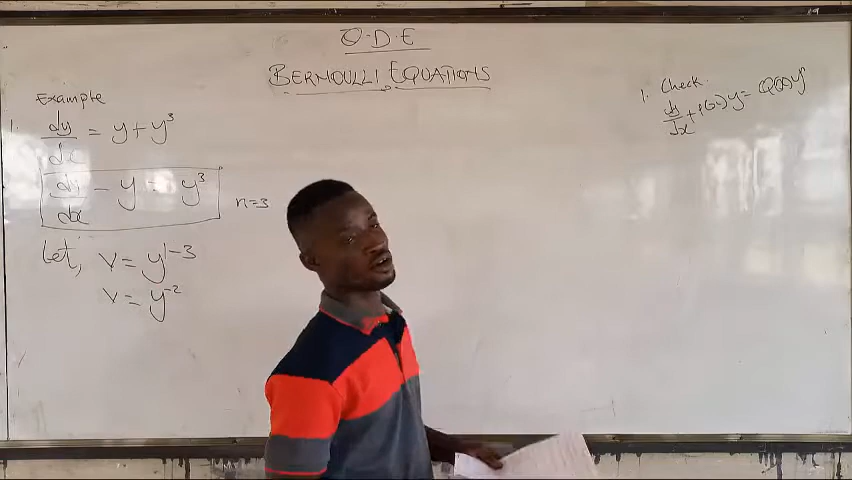 O.D.E
BERNOULLI EQUATIONS
Example
1. dy/dx = y + y³
dy/dx - y = y³
n=3
Let, v = y^1-3
v = y^-2
1. Check.
dy/dx + P(x)y = Q(x)yⁿ